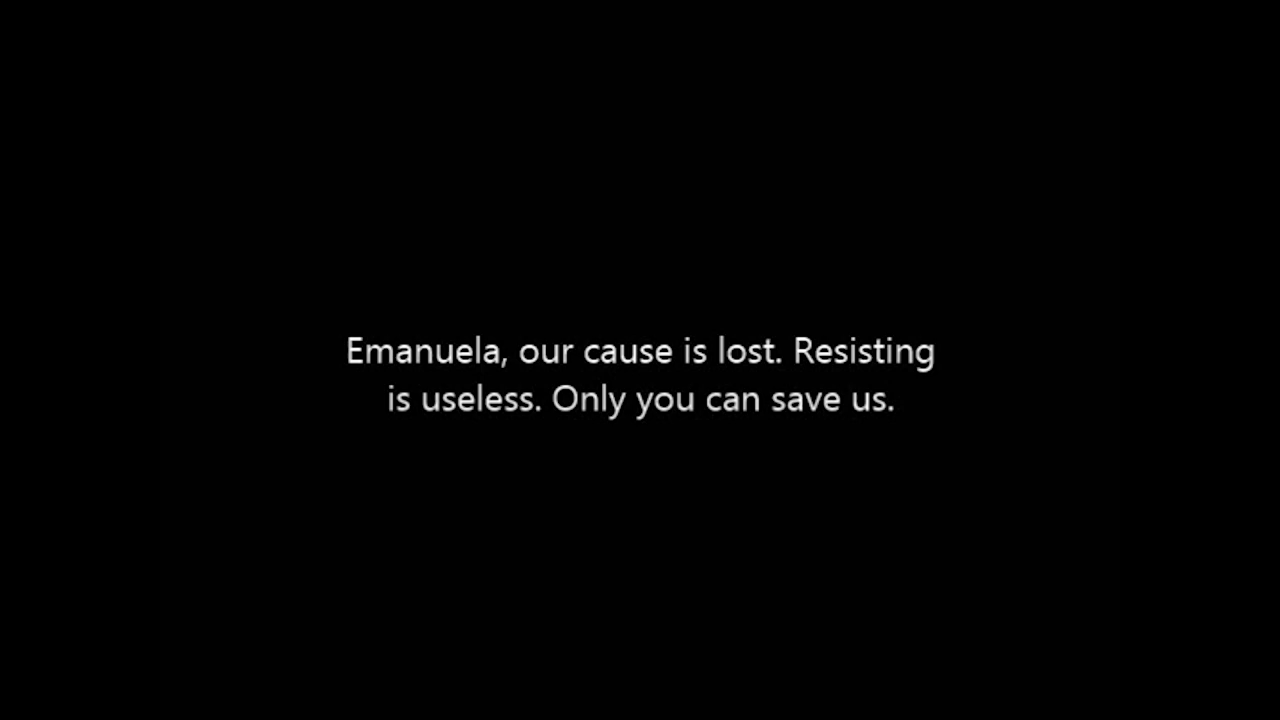 Emanuela, our cause is lost. Resisting
is useless. Only you can save us.